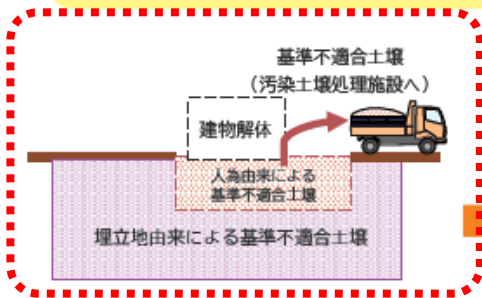 基準不適合土壌
（汚染土壌処理施設へ）
建物解体
人為由来による
基準不適合土壌
埋立地由来による基準不適合土壌